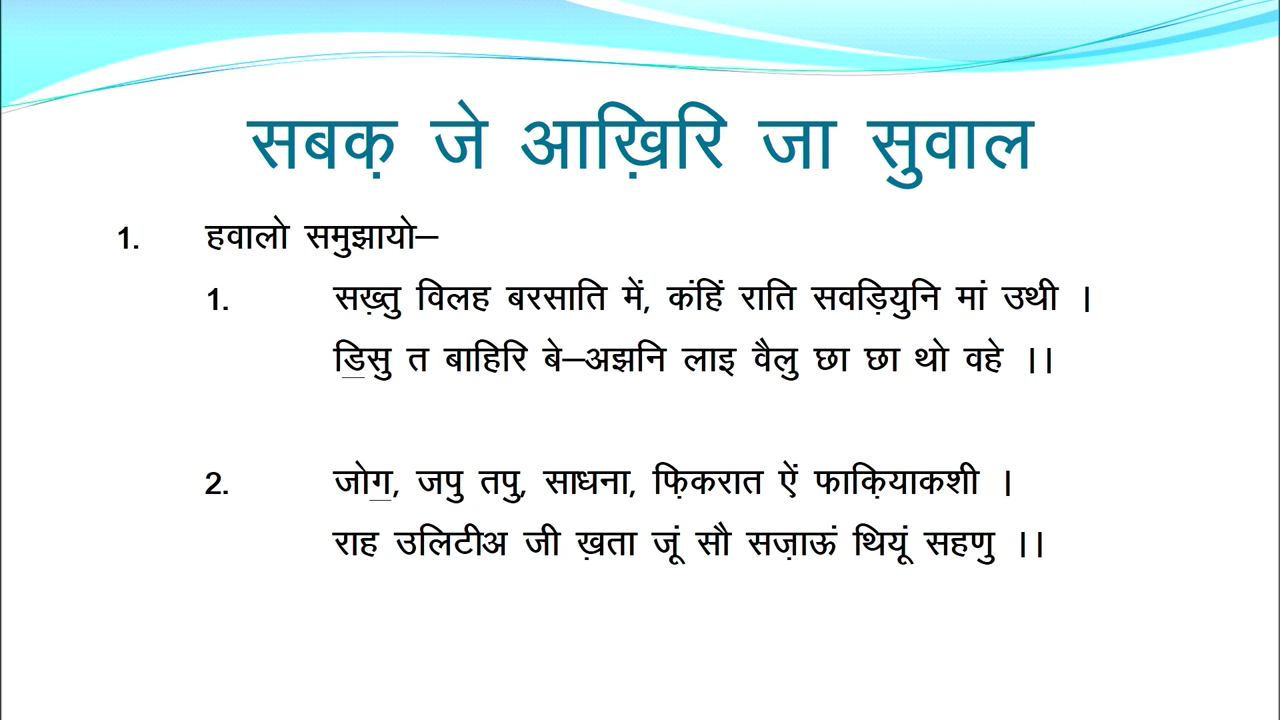 सबक़ जे आख़िरि जा सुवाल
1. हवालो समुझायो–
1. सख़्तु विलह बरसाति में, कंहिं राति सवड़ियुनि मां उथी ।
ड॒िसु त बाहिरि बे–अझनि लाइ वैलु छा छा थो वहे ।।
2. जोग॒, जपु तपु, साधना, फ़िकरात ऐं फाक़ियाकशी ।
राह उलिटीअ जी ख़ता जूं सौ सज़ाऊं थियूं सहणु ।।